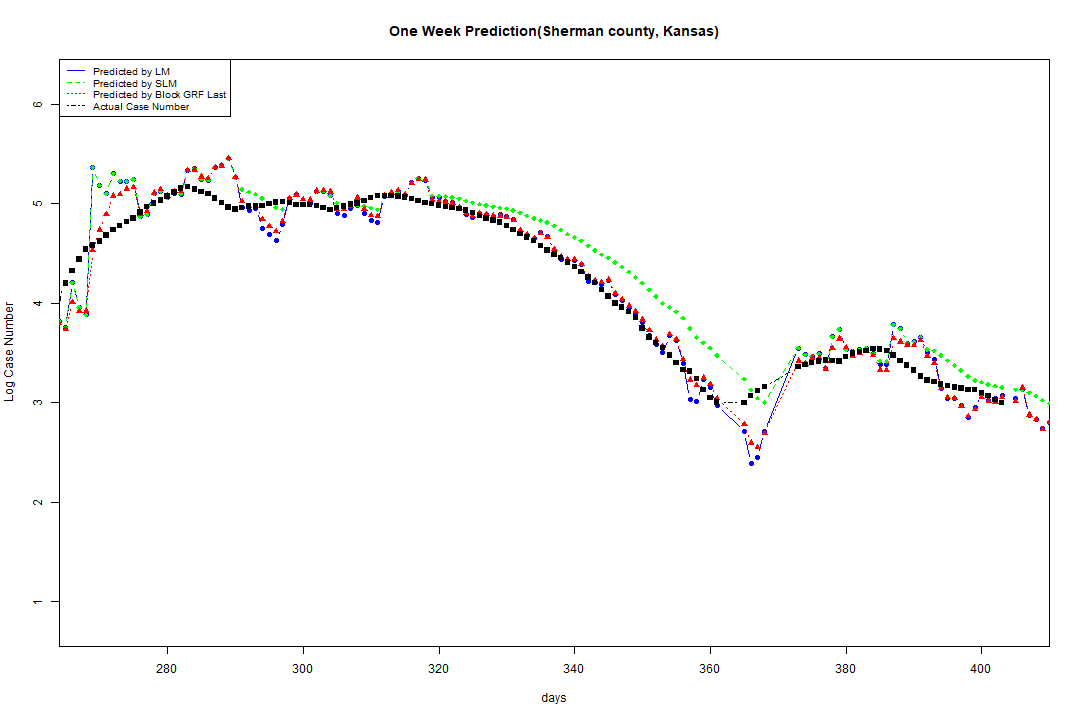 One Week Prediction(Sherman county, Kansas)
Predicted by LM
Predicted by SLM
Predicted by Block GRF Last
Actual Case Number
6
5
4
3
2
1
Log Case Number
280 300 320 340 360 380 400
days